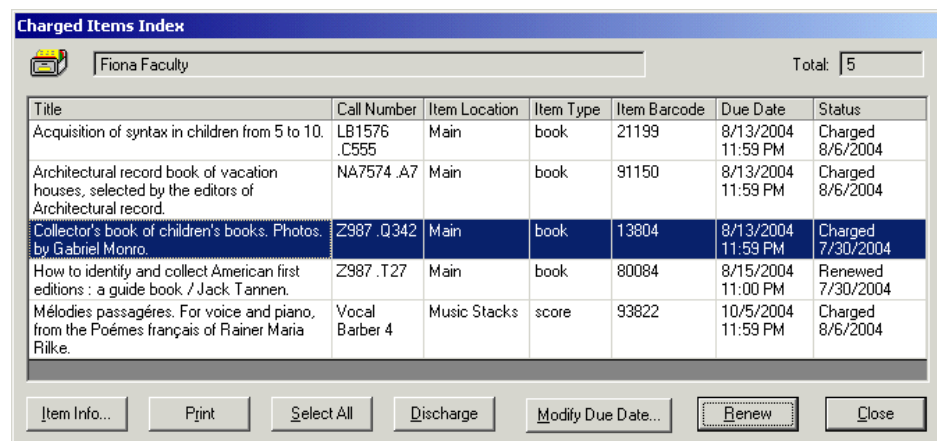 Charged Items Index
Fiona Faculty Total: 5
Title Call Number Item Location Item Type Item Barcode Due Date Status
Acquisition of syntax in children from 5 to 10. LB1576 Main book 21199 8/13/2004 Charged
.C555 11:59 PM 8/6/2004
Architectural record book of vacation NA7574 .A7 Main book 91150 8/13/2004 Charged
houses, selected by the editors of 11:59 PM 8/6/2004
Architectural record.
Collector's book of children's books. Photos. Z987 .Q342 Main book 13804 8/13/2004 Charged
by Gabriel Monro. 11:59 PM 7/30/2004
How to identify and collect American first Z987 .T27 Main book 80084 8/15/2004 Renewed
editions : a guide book / Jack Tannen. 11:00 PM 7/30/2004
Mélodies passagéres. For voice and piano, Vocal Music Stacks score 93822 10/5/2004 Charged
from the Poémes français of Rainer Maria Barber 4 11:59 PM 8/6/2004
Rilke.
Item Info... Print Select All Discharge Modify Due Date... Renew Close